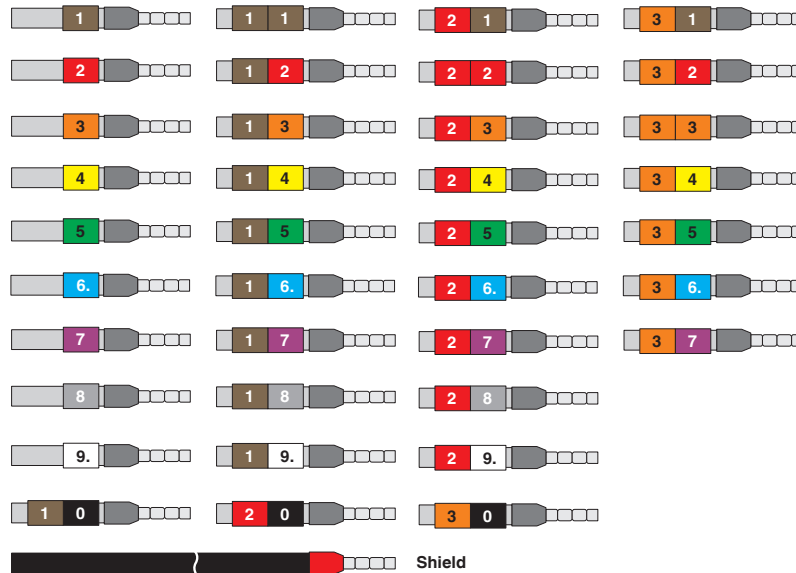 1 1 1 2 1 3 1
2 1 2 2 2 3 2
3 1 3 2 3 3 3
4 1 4 2 4 3 4
5 1 5 2 5 3 5
6. 1 6. 2 6. 3 6.
7 1 7 2 7 3 7
8 1 8 2 8
9. 1 9. 2 9.
1 0 2 0 3 0
Shield